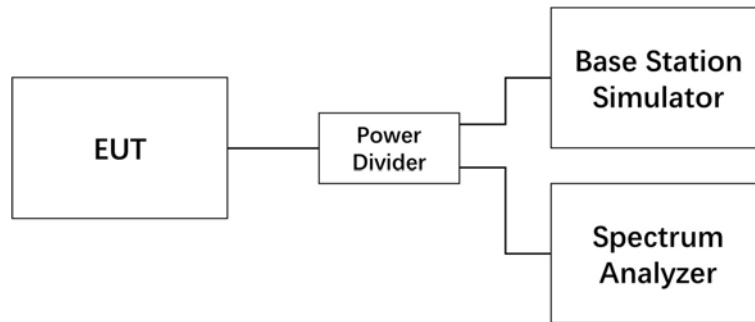 EUT
Power
Divider
Base Station
Simulator
Spectrum
Analyzer